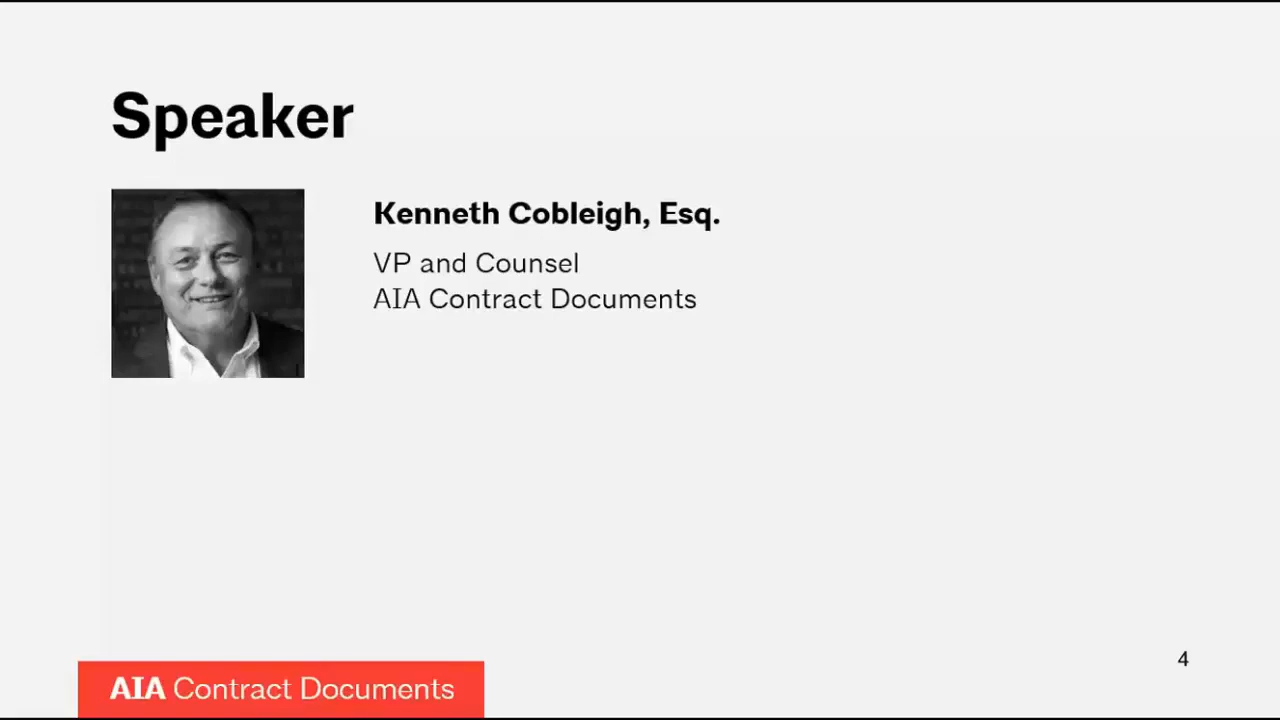 Speaker
Kenneth Cobleigh, Esq.
VP and Counsel
AIA Contract Documents
4
AIA Contract Documents